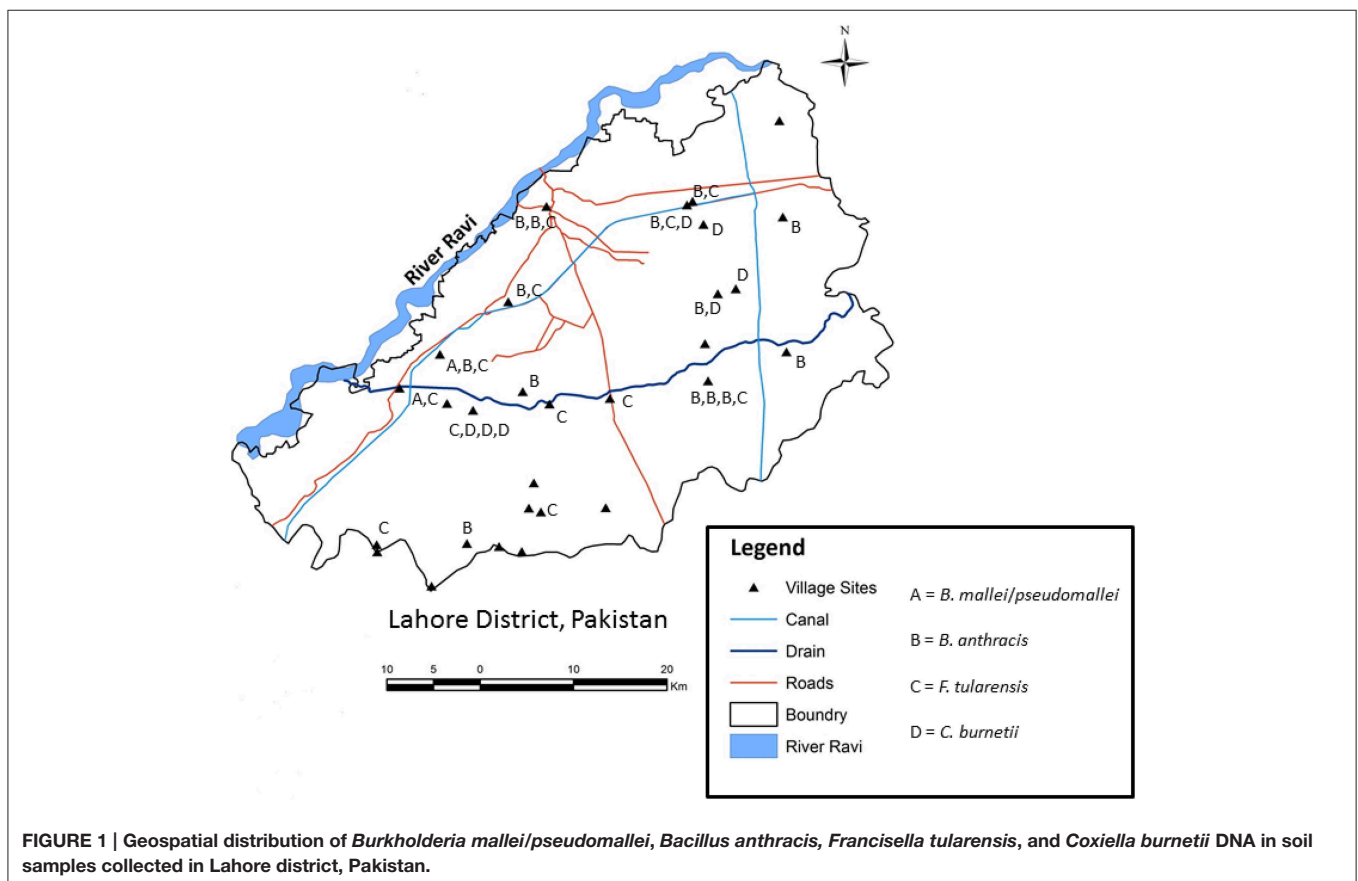 N
River Ravi
B,C
B,B,C
B,C,D
D
B
D
B,C
B,D
A,B,C
B
B
A,C
C
C
B,B,B,C
C,D,D,D
C
C
B
Lahore District, Pakistan
10 5 0 10 20
Km
Legend
Village Sites
Canal
Drain
Roads
Boundry
River Ravi
A = B. mallei/pseudomallei
B = B. anthracis
C = F. tularensis
D = C. burnetii
FIGURE 1 | Geospatial distribution of Burkholderia mallei/pseudomallei, Bacillus anthracis, Francisella tularensis, and Coxiella burnetii DNA in soil
samples collected in Lahore district, Pakistan.